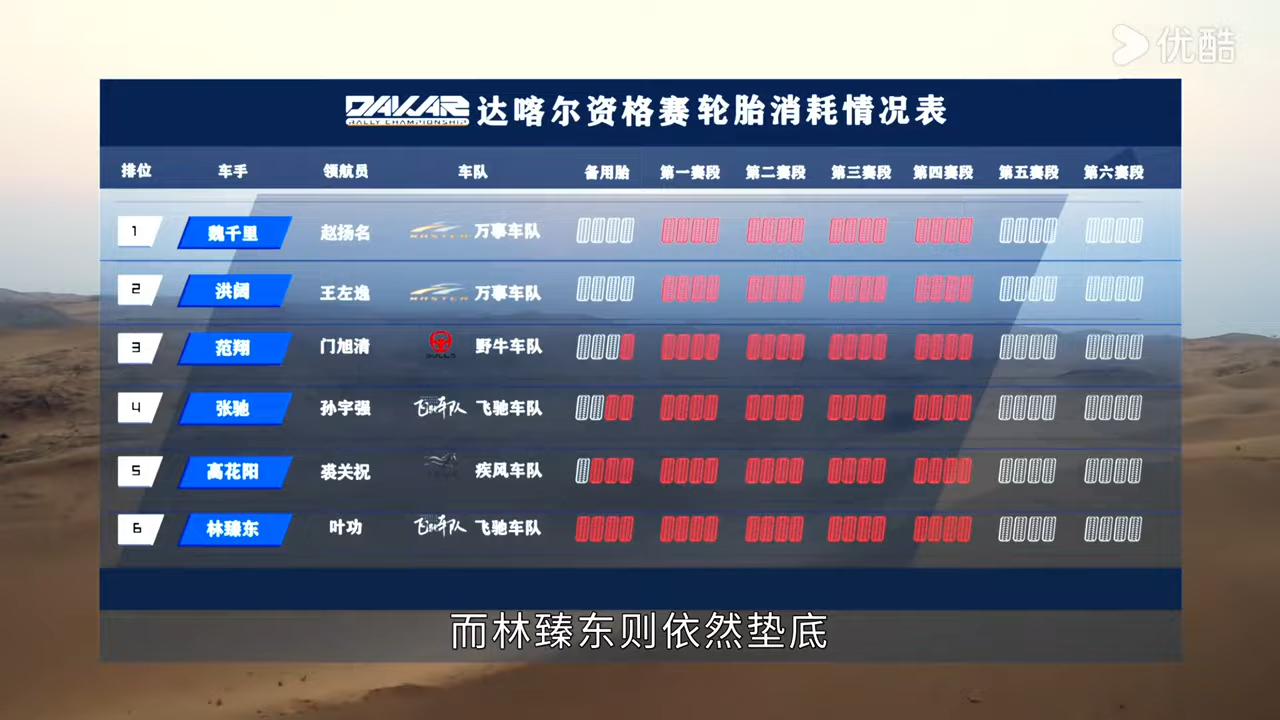 优酷
DAKAR RALLY CHAMPIONSHIP 达喀尔资格赛轮胎消耗情况表
排位 车手 领航员 车队 备用胎 第一赛段 第二赛段 第三赛段 第四赛段 第五赛段 第六赛段
1 魏千里 赵扬名 万事车队
2 洪阔 王左逸 万事车队
3 范翔 门旭清 BULLS 野牛车队
4 张驰 孙宇强 飞驰车队 飞驰车队
5 高花阳 裘关祝 疾风车队
6 林臻东 叶功 飞驰车队 飞驰车队
而林臻东则依然垫底